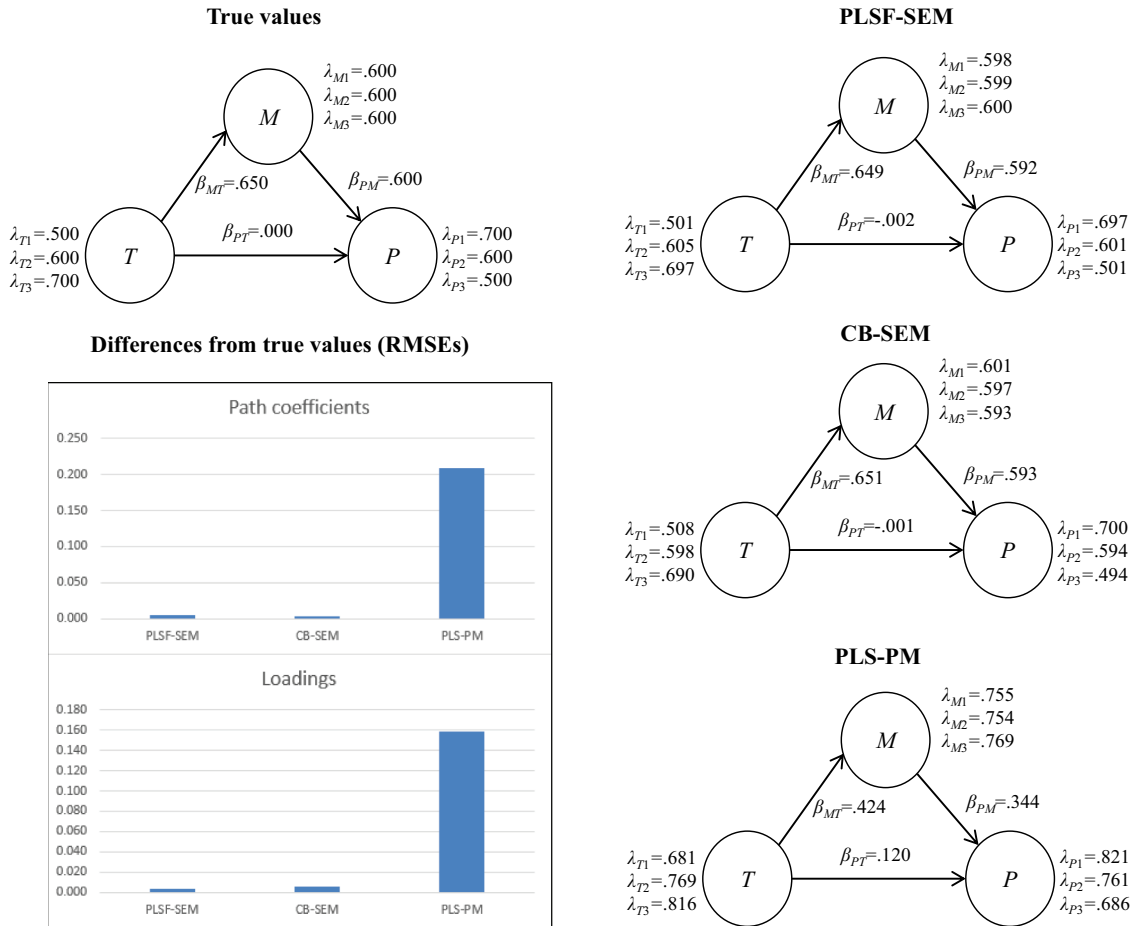 True values
λM1=.600
λM2=.600
λM3=.600
M
βMT=.650
βPM=.600
λT1=.500
λT2=.600
λT3=.700
T
βPT=.000
P
λP1=.700
λP2=.600
λP3=.500
Differences from true values (RMSEs)
Path coefficients
0.250
0.200
0.150
0.100
0.050
0.000
PLSF-SEM CB-SEM PLS-PM
Loadings
0.180
0.160
0.140
0.120
0.100
0.080
0.060
0.040
0.020
0.000
PLSF-SEM CB-SEM PLS-PM
PLSF-SEM
λM1=.598
λM2=.599
λM3=.600
M
βMT=.649
βPM=.592
λT1=.501
λT2=.605
λT3=.697
T
βPT=-.002
P
λP1=.697
λP2=.601
λP3=.501
CB-SEM
λM1=.601
λM2=.597
λM3=.593
M
βMT=.651
βPM=.593
λT1=.508
λT2=.598
λT3=.690
T
βPT=-.001
P
λP1=.700
λP2=.594
λP3=.494
PLS-PM
λM1=.755
λM2=.754
λM3=.769
M
βMT=.424
βPM=.344
λT1=.681
λT2=.769
λT3=.816
T
βPT=.120
P
λP1=.821
λP2=.761
λP3=.686